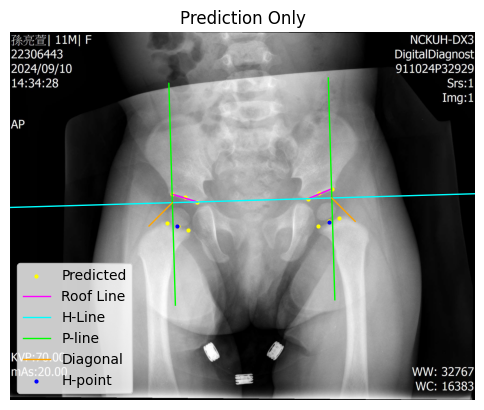 Prediction Only
孫亮萱| 11M| F
22306443
2024/09/10
14:34:28
AP
NCKUH-DX3
DigitalDiagnost
911024P32929
Srs:1
Img:1
Predicted
Roof Line
H-Line
P-line
Diagonal
H-point
KVP:70.00
mAs:20.00
WW: 32767
WC: 16383